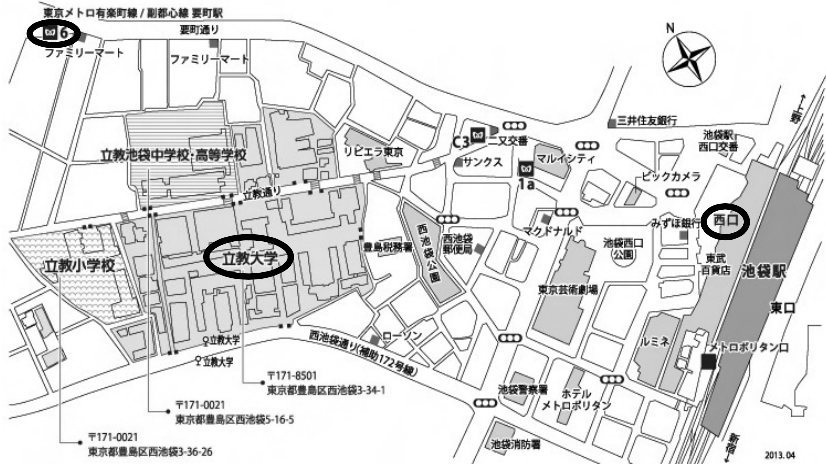 東京メトロ有楽町線 / 副都心線 要町駅
6
要町通り
ファミリーマート
ファミリーマート
N
三井住友銀行
上野
C3
二又交番
池袋駅
西口交番
立教池袋中学校・高等学校
リビエラ東京
サンクス
マルイシティ
1a
ビックカメラ
立教通り
西口
みずほ銀行
マクドナルド
池袋西口
公園
立教小学校
立教大学
豊島税務署
西池袋公園
西池袋
郵便局
東京芸術劇場
東武
百貨店
池袋駅
東口
立教大学
立教大学
西池袋通り(補助172号線)
ローソン
ルミネ
メトロポリタン口
〒171-8501
東京都豊島区西池袋3-34-1
池袋警察署
ホテル
メトロポリタン
〒171-0021
東京都豊島区西池袋5-16-5
〒171-0021
東京都豊島区西池袋3-36-26
池袋消防署
新宿
2013.04